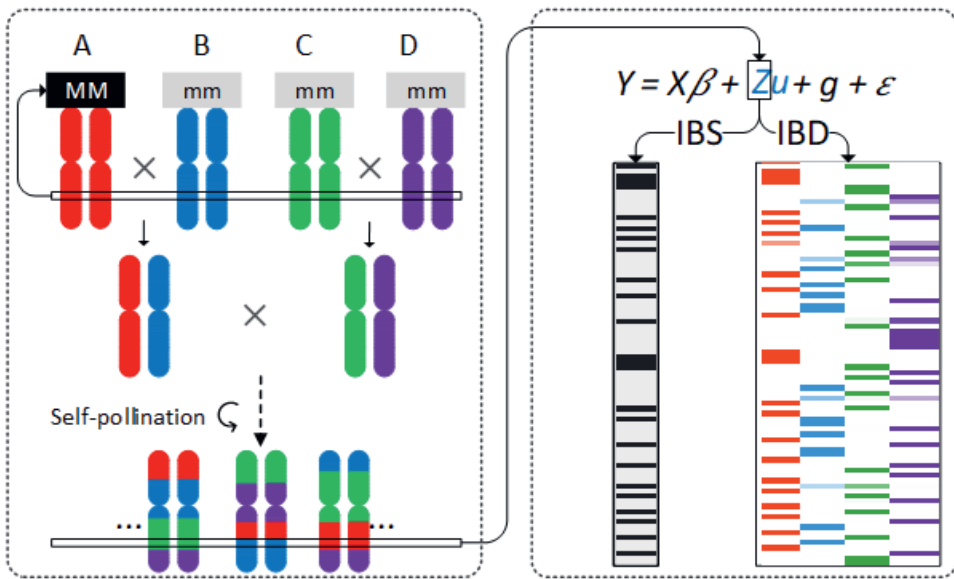 A B C D
MM mm mm mm
× ×
×
Self-pollination
... ...
Y = Xβ + Zu + g + ε
IBS IBD